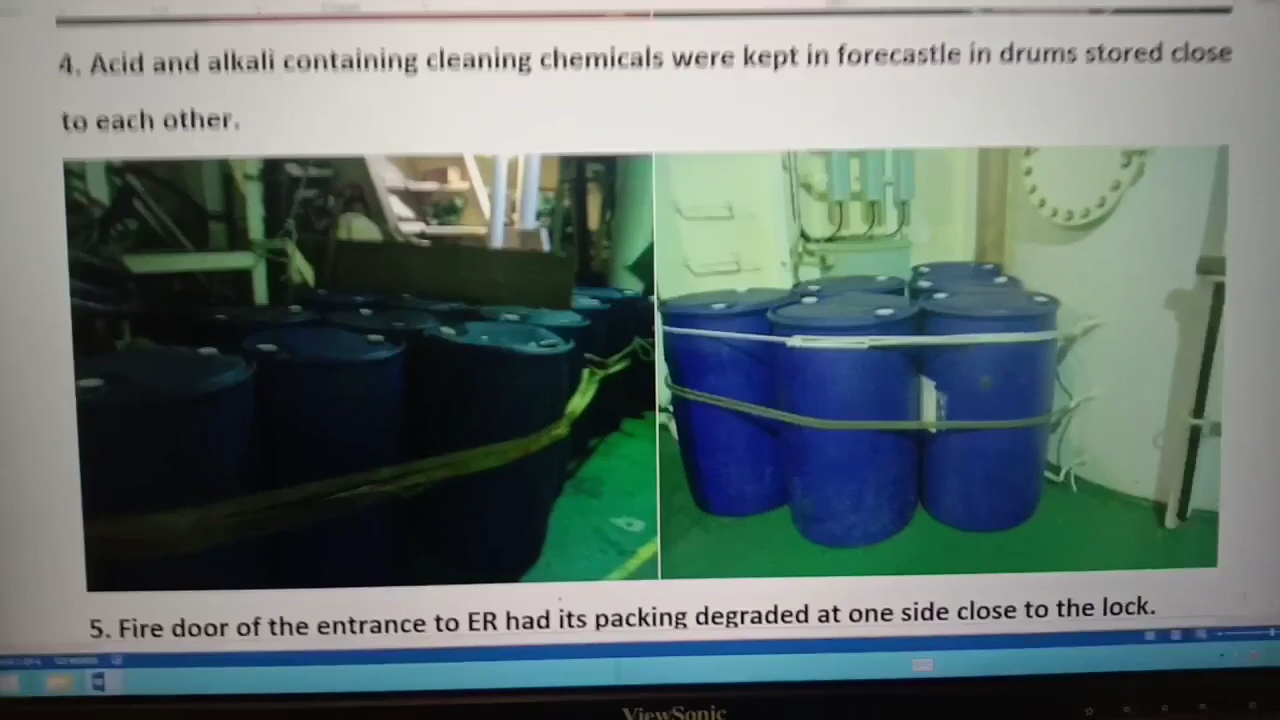 4. Acid and alkali containing cleaning chemicals were kept in forecastle in drums stored close
to each other.
5. Fire door of the entrance to ER had its packing degraded at one side close to the lock.
ViewSonic